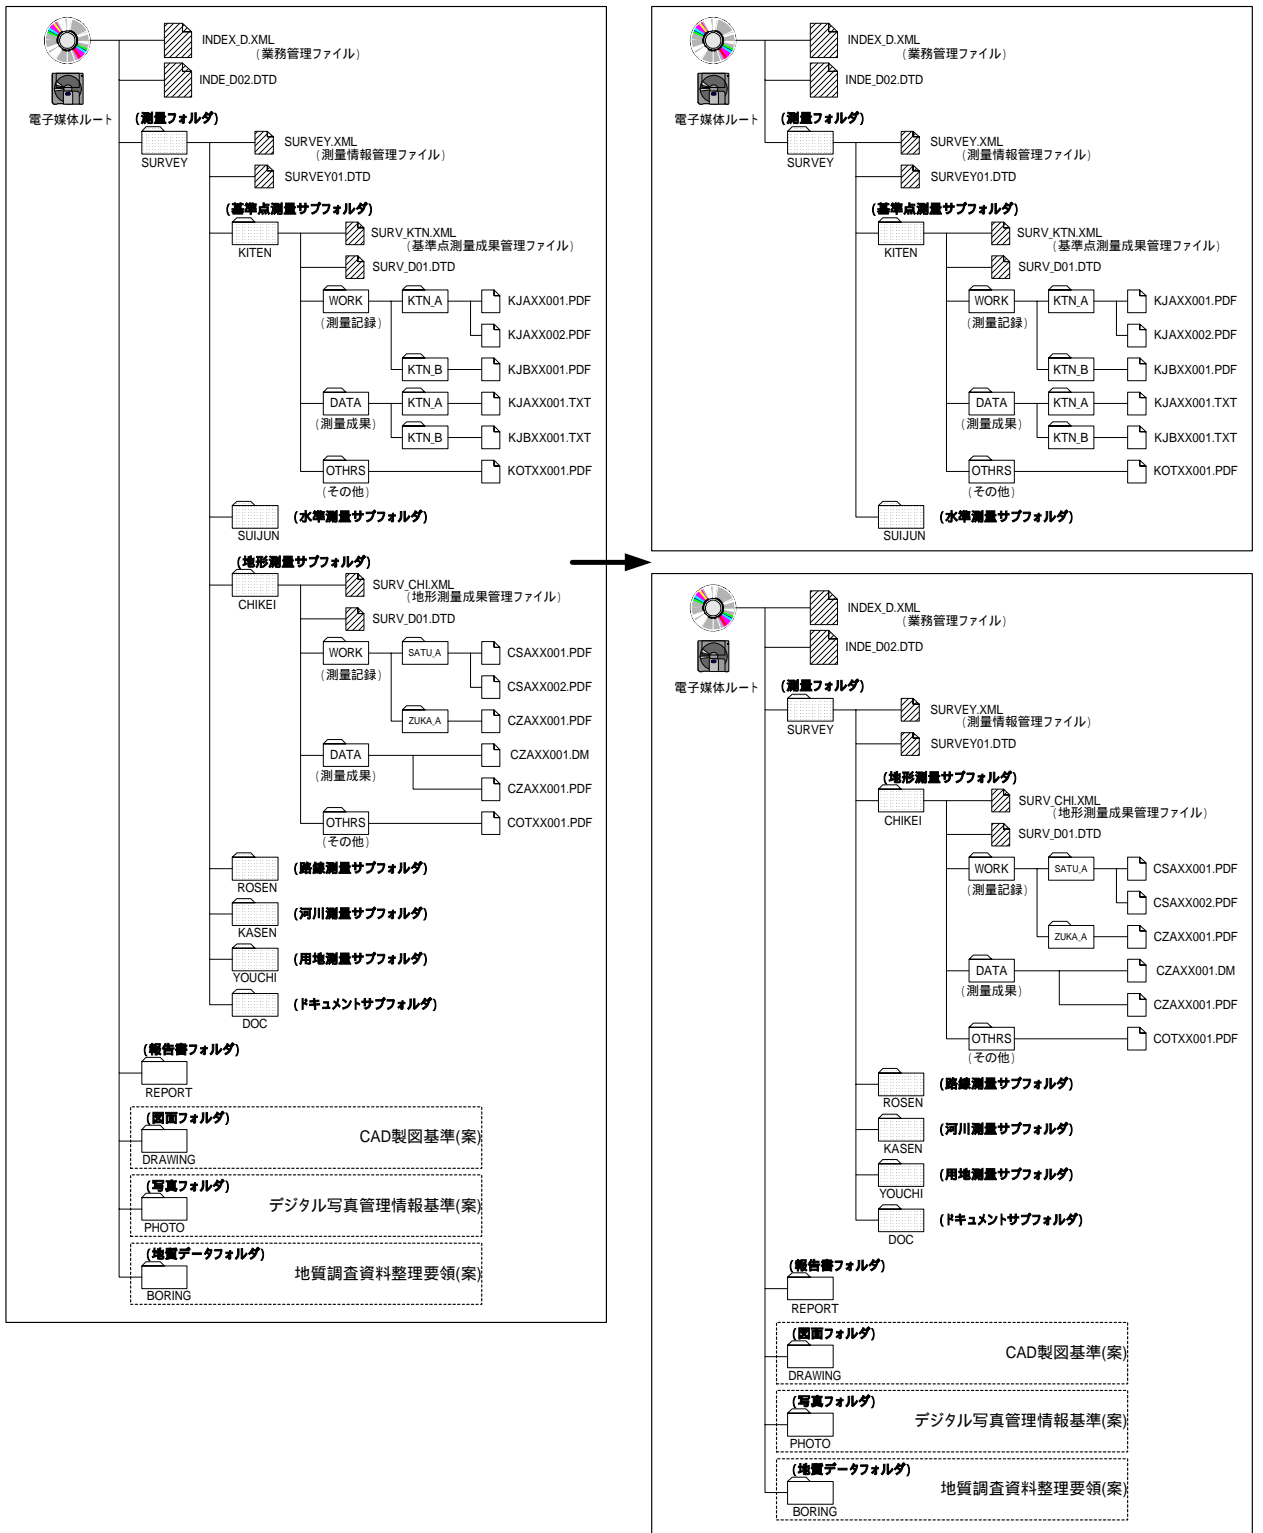 INDEX_D.XML
(業務管理ファイル)
INDE_D02.DTD
電子媒体ルート
(測量フォルダ)
SURVEY
SURVEY.XML
(測量情報管理ファイル)
SURVEY01.DTD
(基準点測量サブフォルダ)
KITEN
SURV_KTN.XML
(基準点測量成果管理ファイル)
SURV_D01.DTD
WORK
(測量記録)
KTN_A
KJAXX001.PDF
KJAXX002.PDF
KTN_B
KJBXX001.PDF
DATA
(測量成果)
KTN_A
KJAXX001.TXT
KTN_B
KJBXX001.TXT
OTHRS
(その他)
KOTXX001.PDF
SUIJUN
(水準測量サブフォルダ)
(地形測量サブフォルダ)
CHIKEI
SURV_CHI.XML
(地形測量成果管理ファイル)
SURV_D01.DTD
WORK
(測量記録)
SATU_A
CSAXX001.PDF
CSAXX002.PDF
ZUKA_A
CZAXX001.PDF
DATA
(測量成果)
CZAXX001.DM
CZAXX001.PDF
OTHRS
(その他)
COTXX001.PDF
ROSEN
(路線測量サブフォルダ)
KASEN
(河川測量サブフォルダ)
YOUCHI
(用地測量サブフォルダ)
DOC
(ドキュメントサブフォルダ)
(報告書フォルダ)
REPORT
(図面フォルダ)
DRAWING
CAD製図基準(案)
(写真フォルダ)
PHOTO
デジタル写真管理情報基準(案)
(地質データフォルダ)
BORING
地質調査資料整理要領(案)
INDEX_D.XML
(業務管理ファイル)
INDE_D02.DTD
電子媒体ルート
(測量フォルダ)
SURVEY
SURVEY.XML
(測量情報管理ファイル)
SURVEY01.DTD
(基準点測量サブフォルダ)
KITEN
SURV_KTN.XML
(基準点測量成果管理ファイル)
SURV_D01.DTD
WORK
(測量記録)
KTN_A
KJAXX001.PDF
KJAXX002.PDF
KTN_B
KJBXX001.PDF
DATA
(測量成果)
KTN_A
KJAXX001.TXT
KTN_B
KJBXX001.TXT
OTHRS
(その他)
KOTXX001.PDF
SUIJUN
(水準測量サブフォルダ)
INDEX_D.XML
(業務管理ファイル)
INDE_D02.DTD
電子媒体ルート
(測量フォルダ)
SURVEY
SURVEY.XML
(測量情報管理ファイル)
SURVEY01.DTD
(地形測量サブフォルダ)
CHIKEI
SURV_CHI.XML
(地形測量成果管理ファイル)
SURV_D01.DTD
WORK
(測量記録)
SATU_A
CSAXX001.PDF
CSAXX002.PDF
ZUKA_A
CZAXX001.PDF
DATA
(測量成果)
CZAXX001.DM
CZAXX001.PDF
OTHRS
(その他)
COTXX001.PDF
ROSEN
(路線測量サブフォルダ)
KASEN
(河川測量サブフォルダ)
YOUCHI
(用地測量サブフォルダ)
DOC
(ドキュメントサブフォルダ)
(報告書フォルダ)
REPORT
(図面フォルダ)
DRAWING
CAD製図基準(案)
(写真フォルダ)
PHOTO
デジタル写真管理情報基準(案)
(地質データフォルダ)
BORING
地質調査資料整理要領(案)